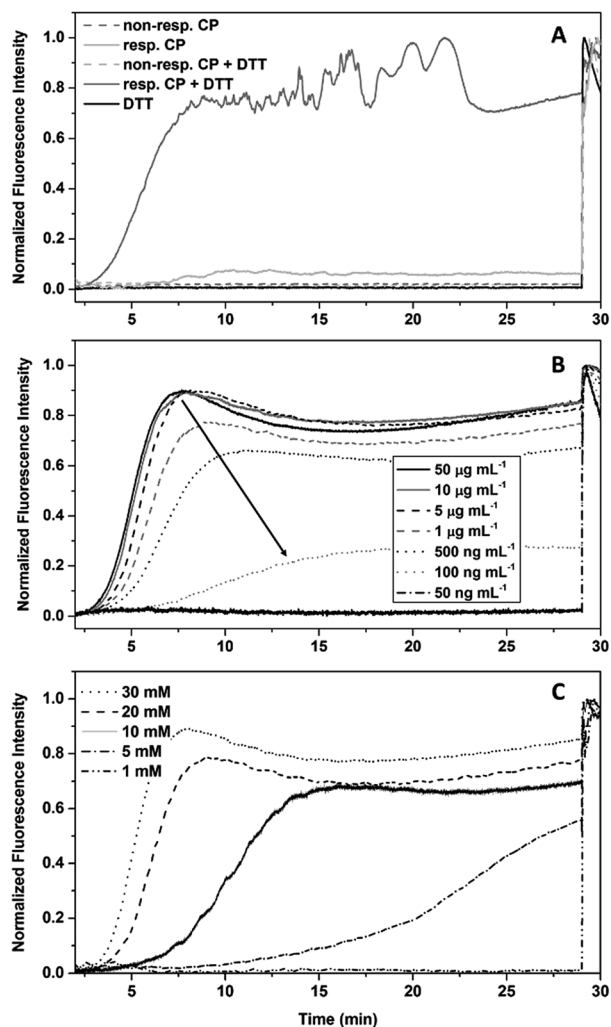 A
non-resp. CP
resp. CP
non-resp. CP + DTT
resp. CP + DTT
DTT
Normalized Fluorescence Intensity
1.0
0.8
0.6
0.4
0.2
0.0
5 10 15 20 25 30
B
Normalized Fluorescence Intensity
1.0
0.8
0.6
0.4
0.2
0.0
50 µg mL⁻¹
10 µg mL⁻¹
5 µg mL⁻¹
1 µg mL⁻¹
500 ng mL⁻¹
100 ng mL⁻¹
50 ng mL⁻¹
5 10 15 20 25 30
C
Normalized Fluorescence Intensity
1.0
0.8
0.6
0.4
0.2
0.0
30 mM
20 mM
10 mM
5 mM
1 mM
5 10 15 20 25 30
Time (min)